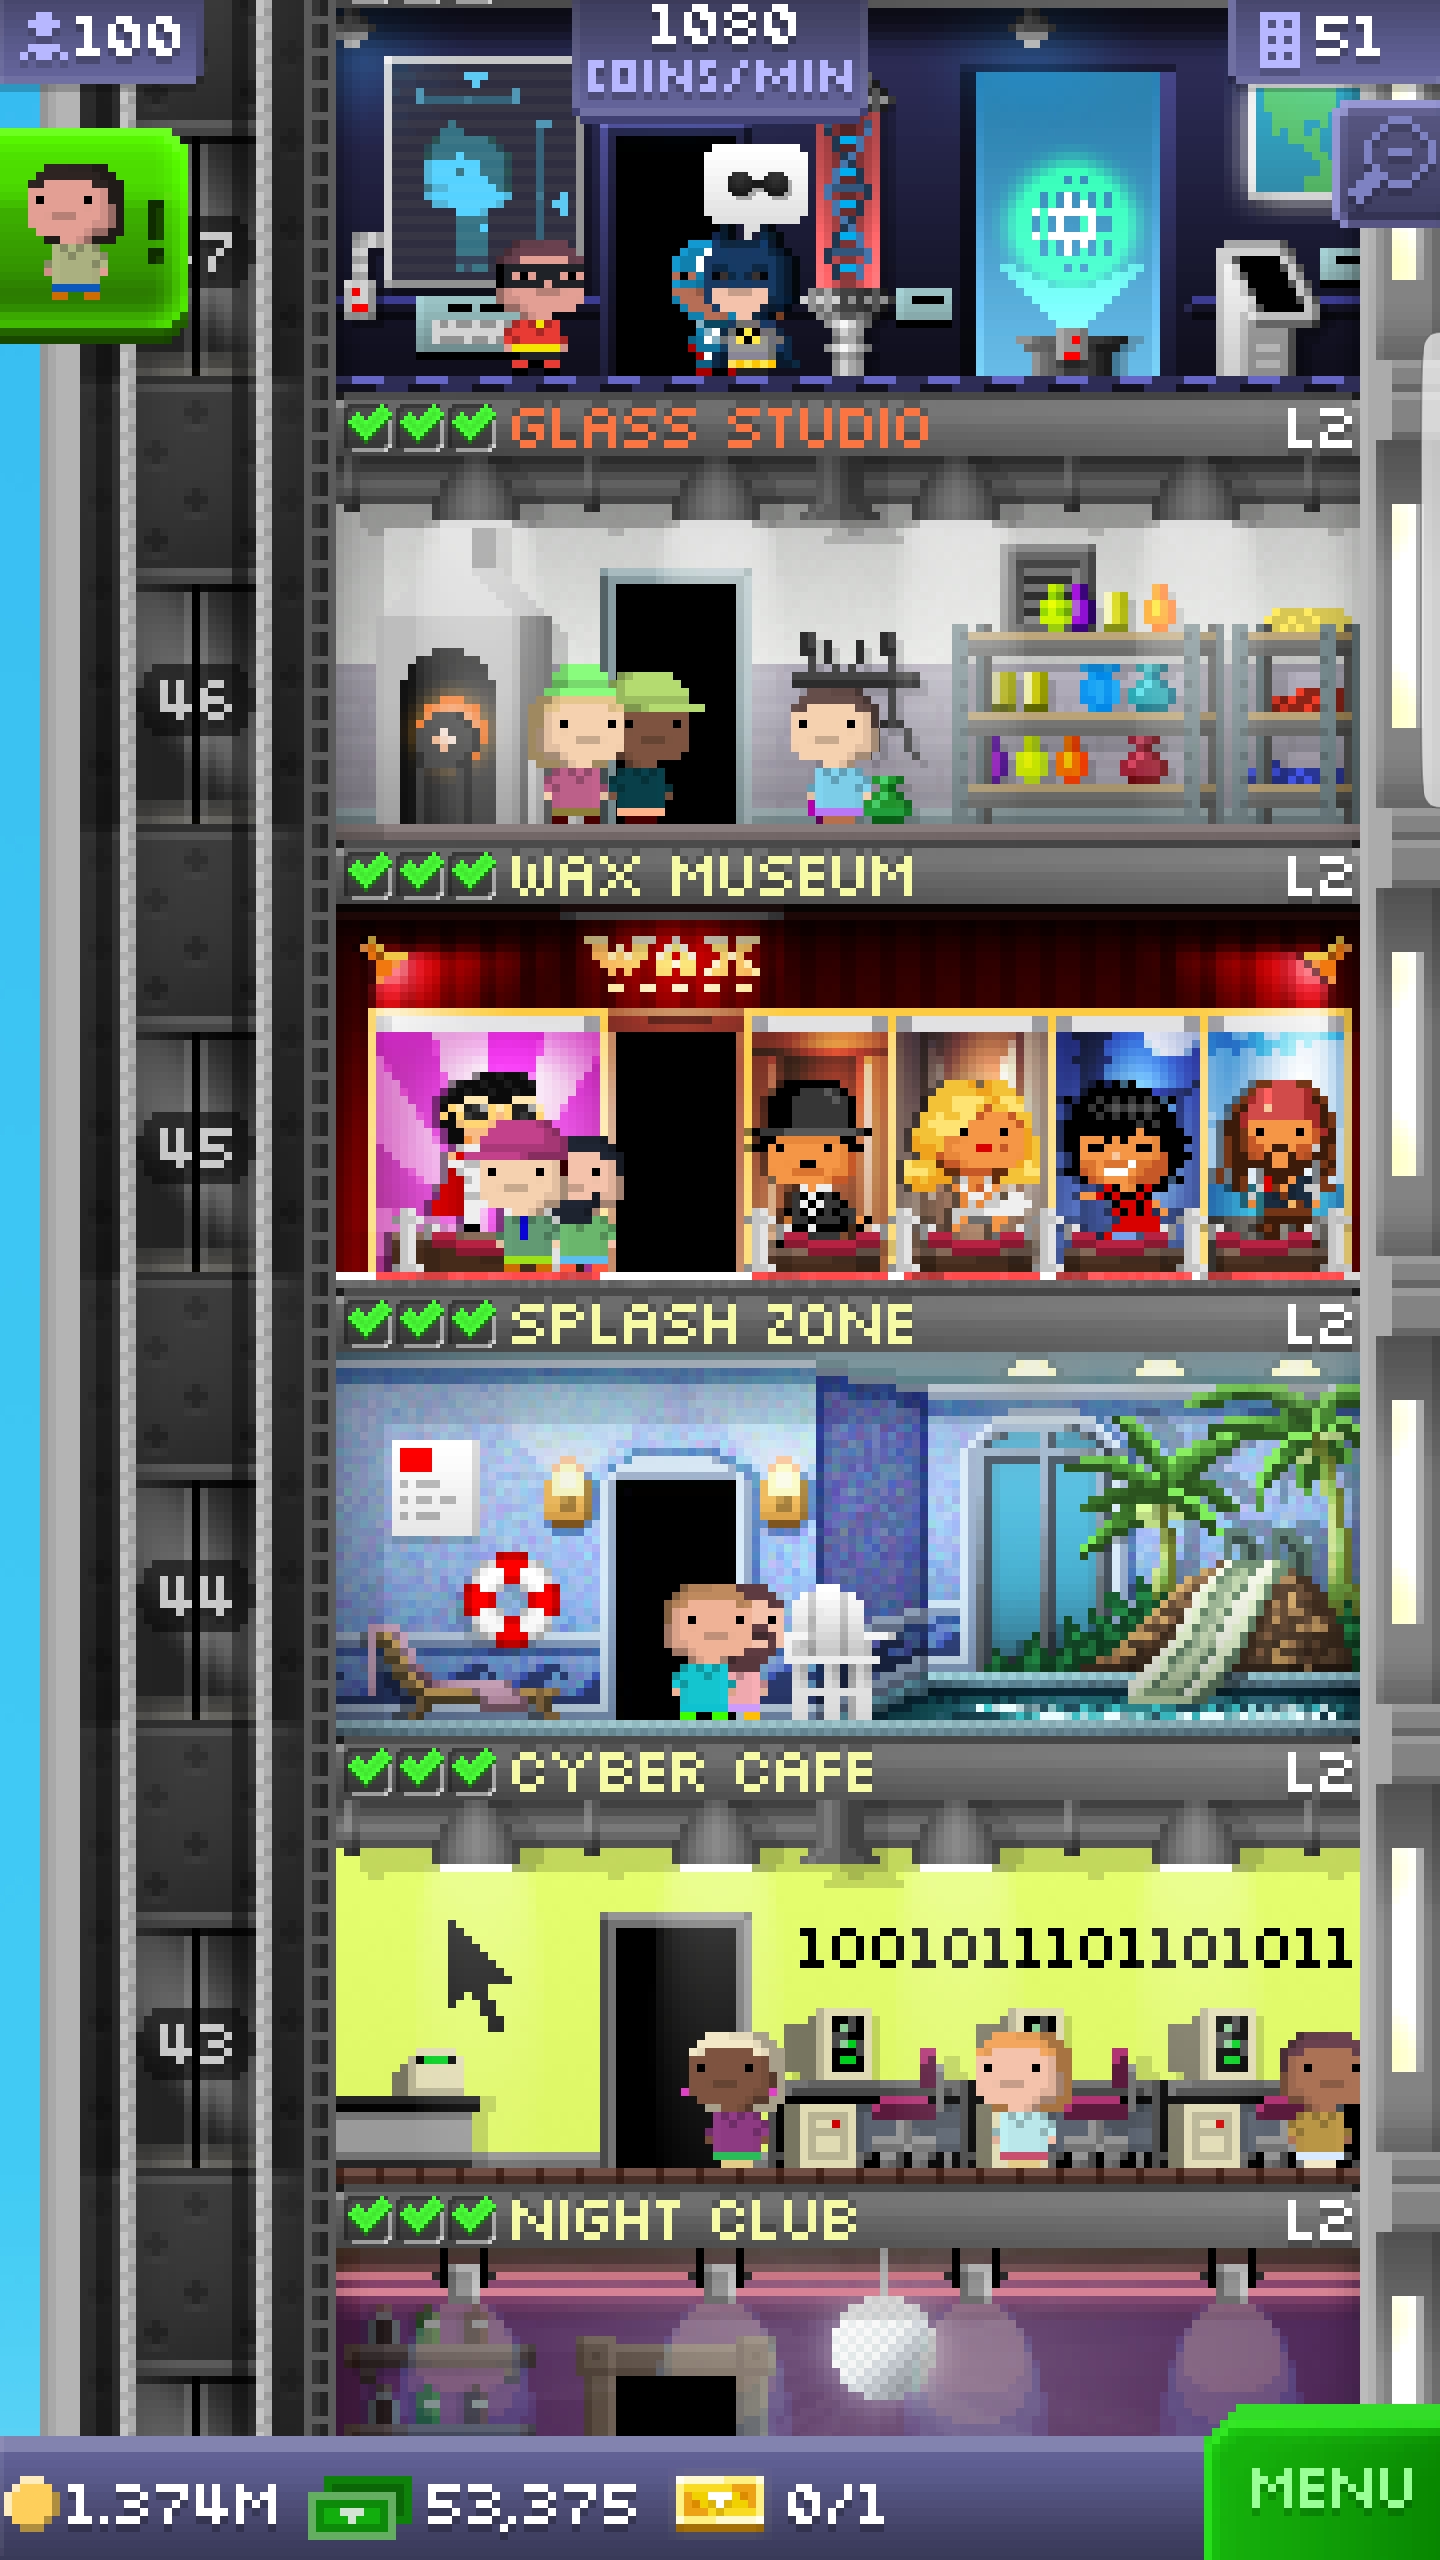 100
1080
COINS/MIN
51
!
7
GLASS STUDIO L2
46
WAX MUSEUM L2
WAX
45
SPLASH ZONE L2
44
CYBER CAFE L2
1001011101101011
43
NIGHT CLUB L2
1.374M 53,375 0/1
MENU